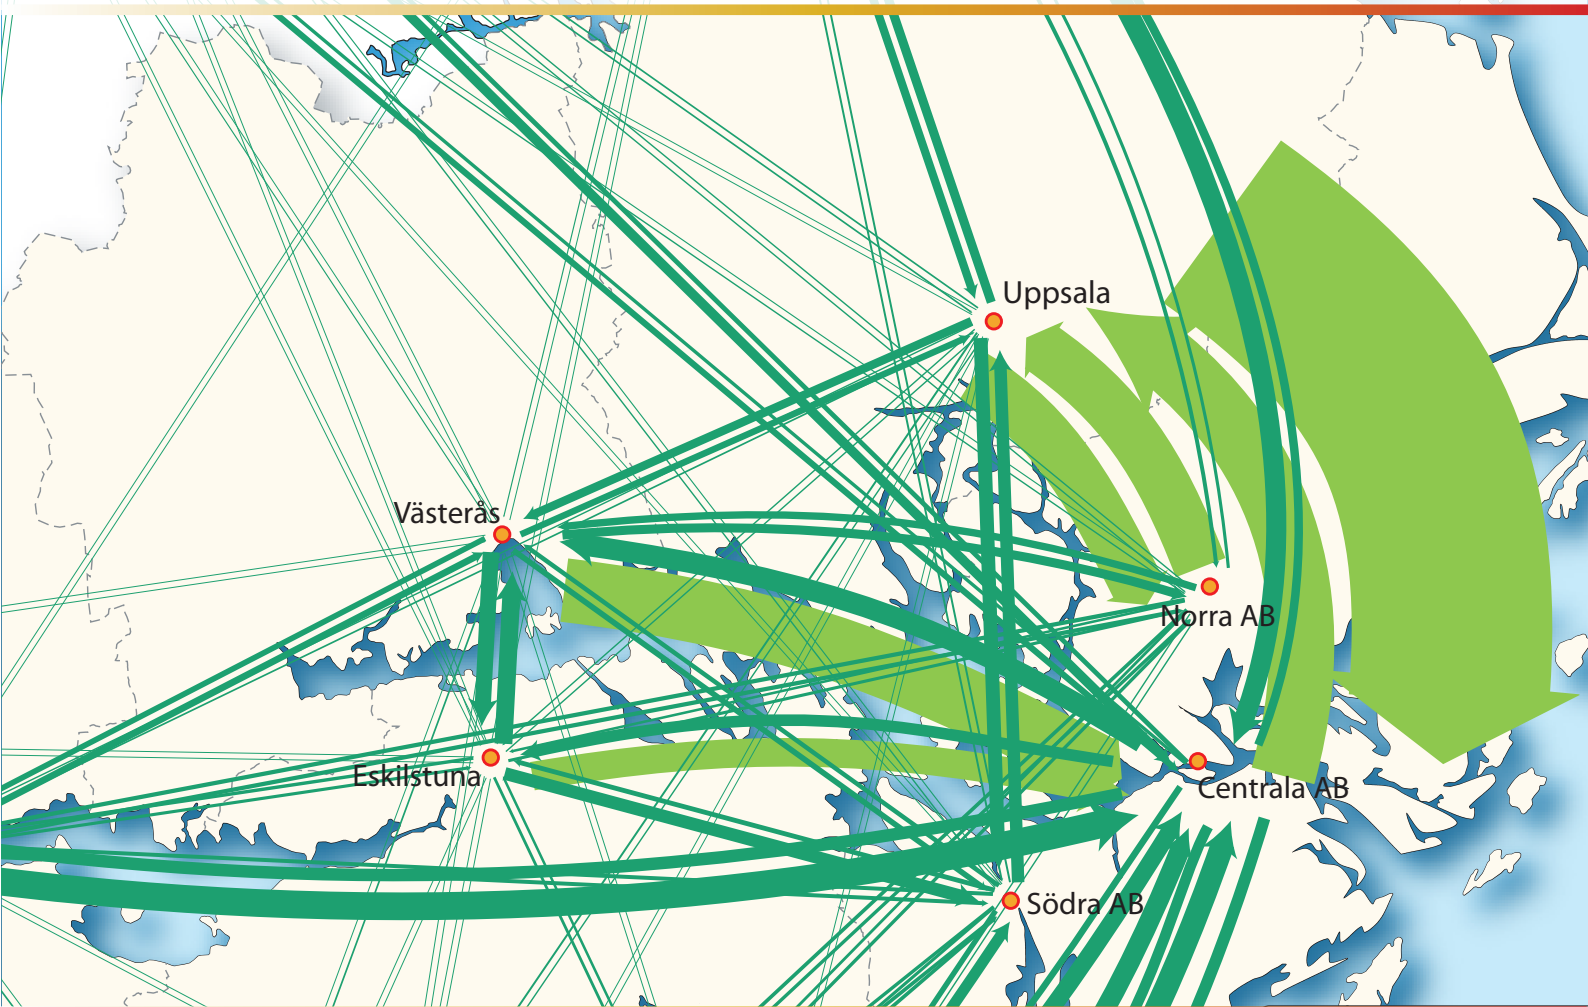 Uppsala
Västerås
Norra AB
Eskilstuna
Centrala AB
Södra AB